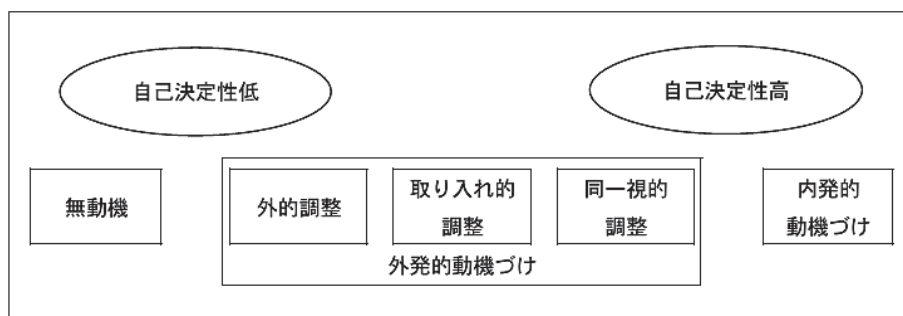 自己決定性低
自己決定性高
無動機
外的調整
取り入れ的
調整
同一視的
調整
内発的
動機づけ
外発的動機づけ